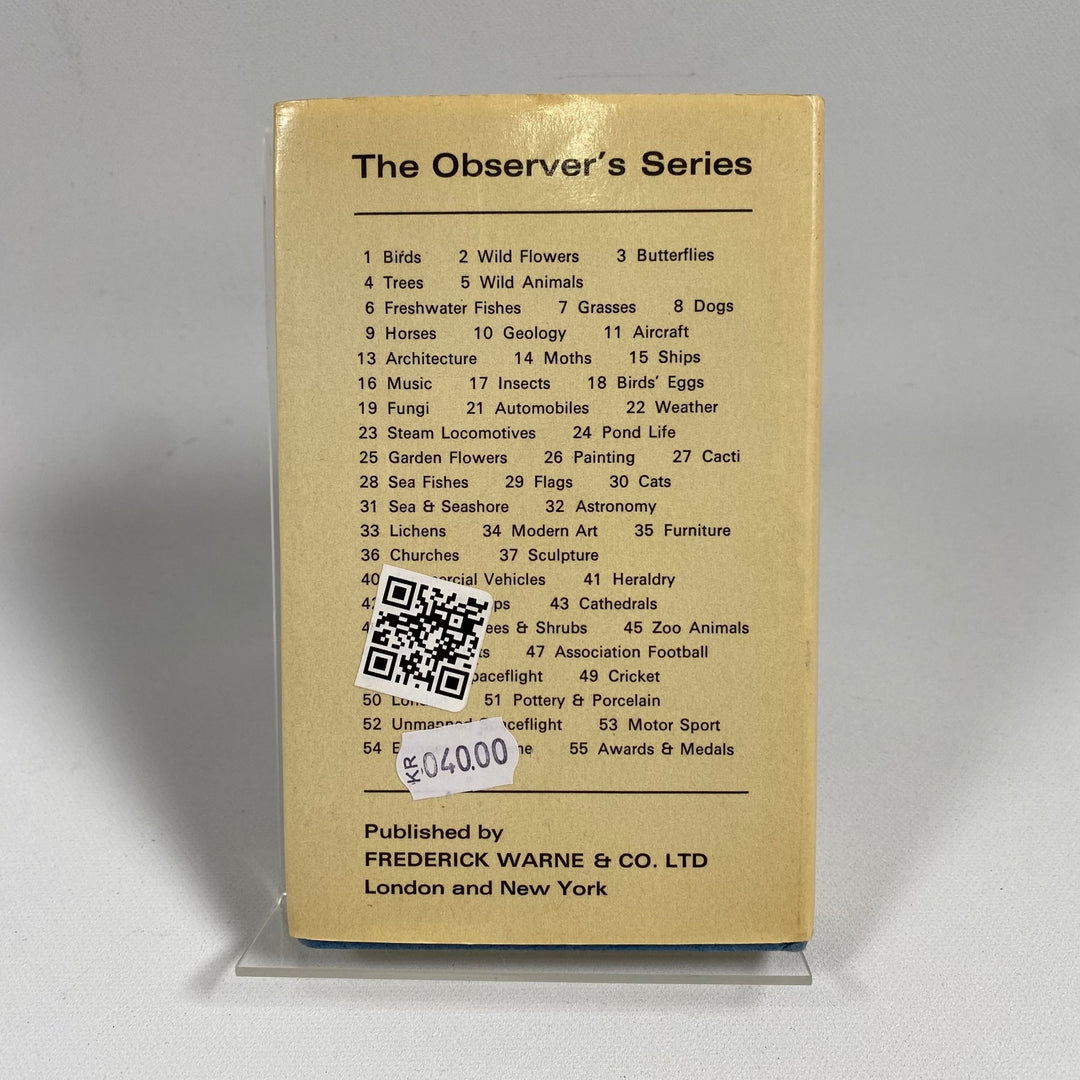 The Observer's Series
1 Birds 2 Wild Flowers 3 Butterflies
4 Trees 5 Wild Animals
6 Freshwater Fishes 7 Grasses 8 Dogs
9 Horses 10 Geology 11 Aircraft
13 Architecture 14 Moths 15 Ships
16 Music 17 Insects 18 Birds' Eggs
19 Fungi 21 Automobiles 22 Weather
23 Steam Locomotives 24 Pond Life
25 Garden Flowers 26 Painting 27 Cacti
28 Sea Fishes 29 Flags 30 Cats
31 Sea & Seashore 32 Astronomy
33 Lichens 34 Modern Art 35 Furniture
36 Churches 37 Sculpture
40 Vehicles 41 Heraldry
43 Cathedrals
& Shrubs 45 Zoo Animals
47 Association Football
49 Cricket
50 51 Pottery & Porcelain
52 Unmanned 53 Motor Sport
54 55 Awards & Medals
KR 040.00
Published by
FREDERICK WARNE & CO. LTD
London and New York